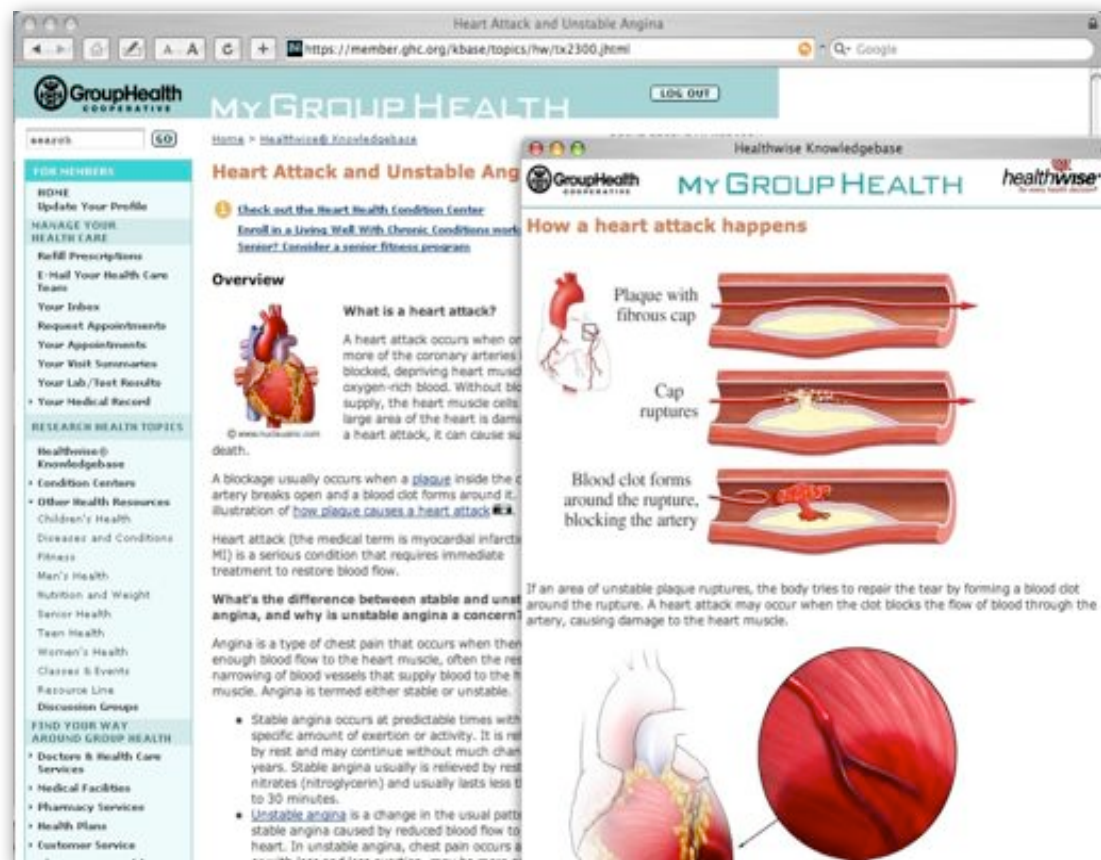 Heart Attack and Unstable Angina
A A
https://member.ghc.org/kbase/topics/hw/tx2300.jhtml
Google
GroupHealth
COOPERATIVE
MY GROUP HEALTH
LOG OUT
search
GO
Home > Healthwise® Knowledgebase
FOR MEMBERS
HOME
Update Your Profile
MANAGE YOUR
HEALTH CARE
Refill Prescriptions
E-Mail Your Health Care
Team
Your Inbox
Request Appointments
Your Appointments
Your Visit Summaries
Your Lab/Test Results
Your Medical Record
RESEARCH HEALTH TOPICS
Healthwise®
Knowledgebase
Condition Centers
Other Health Resources
Children's Health
Diseases and Conditions
Fitness
Men's Health
Nutrition and Weight
Senior Health
Teen Health
Women's Health
Classes & Events
Resource Line
Discussion Groups
FIND YOUR WAY
AROUND GROUP HEALTH
Doctors & Health Care
Services
Medical Facilities
Pharmacy Services
Health Plans
Customer Service
Heart Attack and Unstable Ang
Check out the Heart Health Condition Center
Enroll in a Living Well With Chronic Conditions work
Senior? Consider a senior fitness program
Overview
What is a heart attack?
A heart attack occurs when or
more of the coronary arteries
blocked, depriving heart musc
oxygen-rich blood. Without blo
supply, the heart muscle cells
large area of the heart is dam
a heart attack, it can cause su
death.
© www.nucleusinc.com
A blockage usually occurs when a plaque inside the c
artery breaks open and a blood clot forms around it.
illustration of how plaque causes a heart attack
Heart attack (the medical term is myocardial infarcti
MI) is a serious condition that requires immediate
treatment to restore blood flow.
What's the difference between stable and unst
angina, and why is unstable angina a concern?
Angina is a type of chest pain that occurs when ther
enough blood flow to the heart muscle, often the res
narrowing of blood vessels that supply blood to the h
muscle. Angina is termed either stable or unstable.
Stable angina occurs at predictable times with
specific amount of exertion or activity. It is rel
by rest and may continue without much chan
years. Stable angina usually is relieved by rest
nitrates (nitroglycerin) and usually lasts less t
to 30 minutes.
Unstable angina is a change in the usual patte
stable angina caused by reduced blood flow to
heart. In unstable angina, chest pain occurs a
Healthwise Knowledgebase
GroupHealth
COOPERATIVE
MY GROUP HEALTH
healthwise
for every health decision
How a heart attack happens
Plaque with
fibrous cap
Cap
ruptures
Blood clot forms
around the rupture,
blocking the artery
If an area of unstable plaque ruptures, the body tries to repair the tear by forming a blood clot
around the rupture. A heart attack may occur when the clot blocks the flow of blood through the
artery, causing damage to the heart muscle.